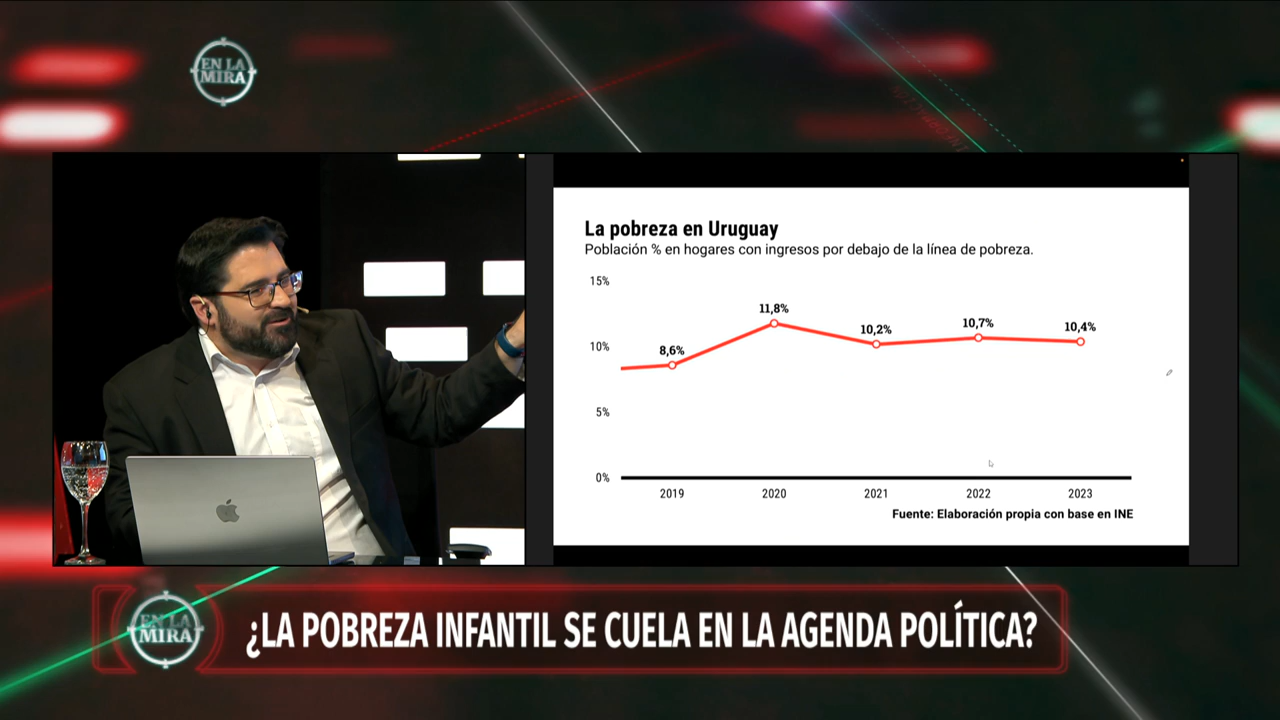 EN LA
MIRA
La pobreza en Uruguay
Población % en hogares con ingresos por debajo de la línea de pobreza.
15%
10%
5%
0%
8,6%
11,8%
10,2%
10,7%
10,4%
2019
2020
2021
2022
2023
Fuente: Elaboración propia con base en INE
EN LA
MIRA
¿LA POBREZA INFANTIL SE CUELA EN LA AGENDA POLÍTICA?